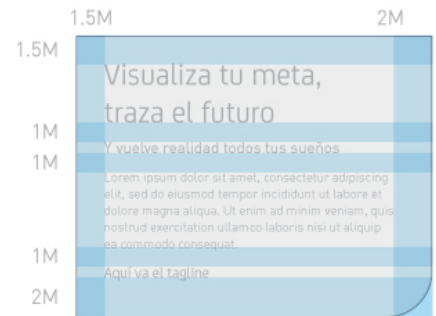 1.5M 2M
1.5M
Visualiza tu meta,
traza el futuro
1M
Y vuelve realidad todos tus sueños
1M
Lorem ipsum dolor sit amet, consectetur adipiscing
elit, sed do eiusmod tempor incididunt ut labore et
dolore magna aliqua. Ut enim ad minim veniam, quis
nostrud exercitation ullamco laboris nisi ut aliquip
ea commodo consequat.
1M
Aquí va el tagline
2M